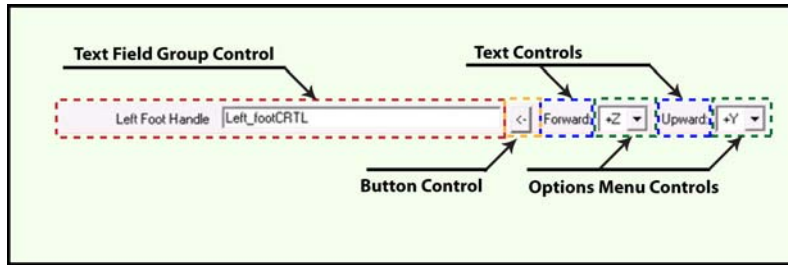 Text Field Group Control
Text Controls
Left Foot Handle Left_footCRTL <- Forward: +Z Upward: +Y
Button Control
Options Menu Controls